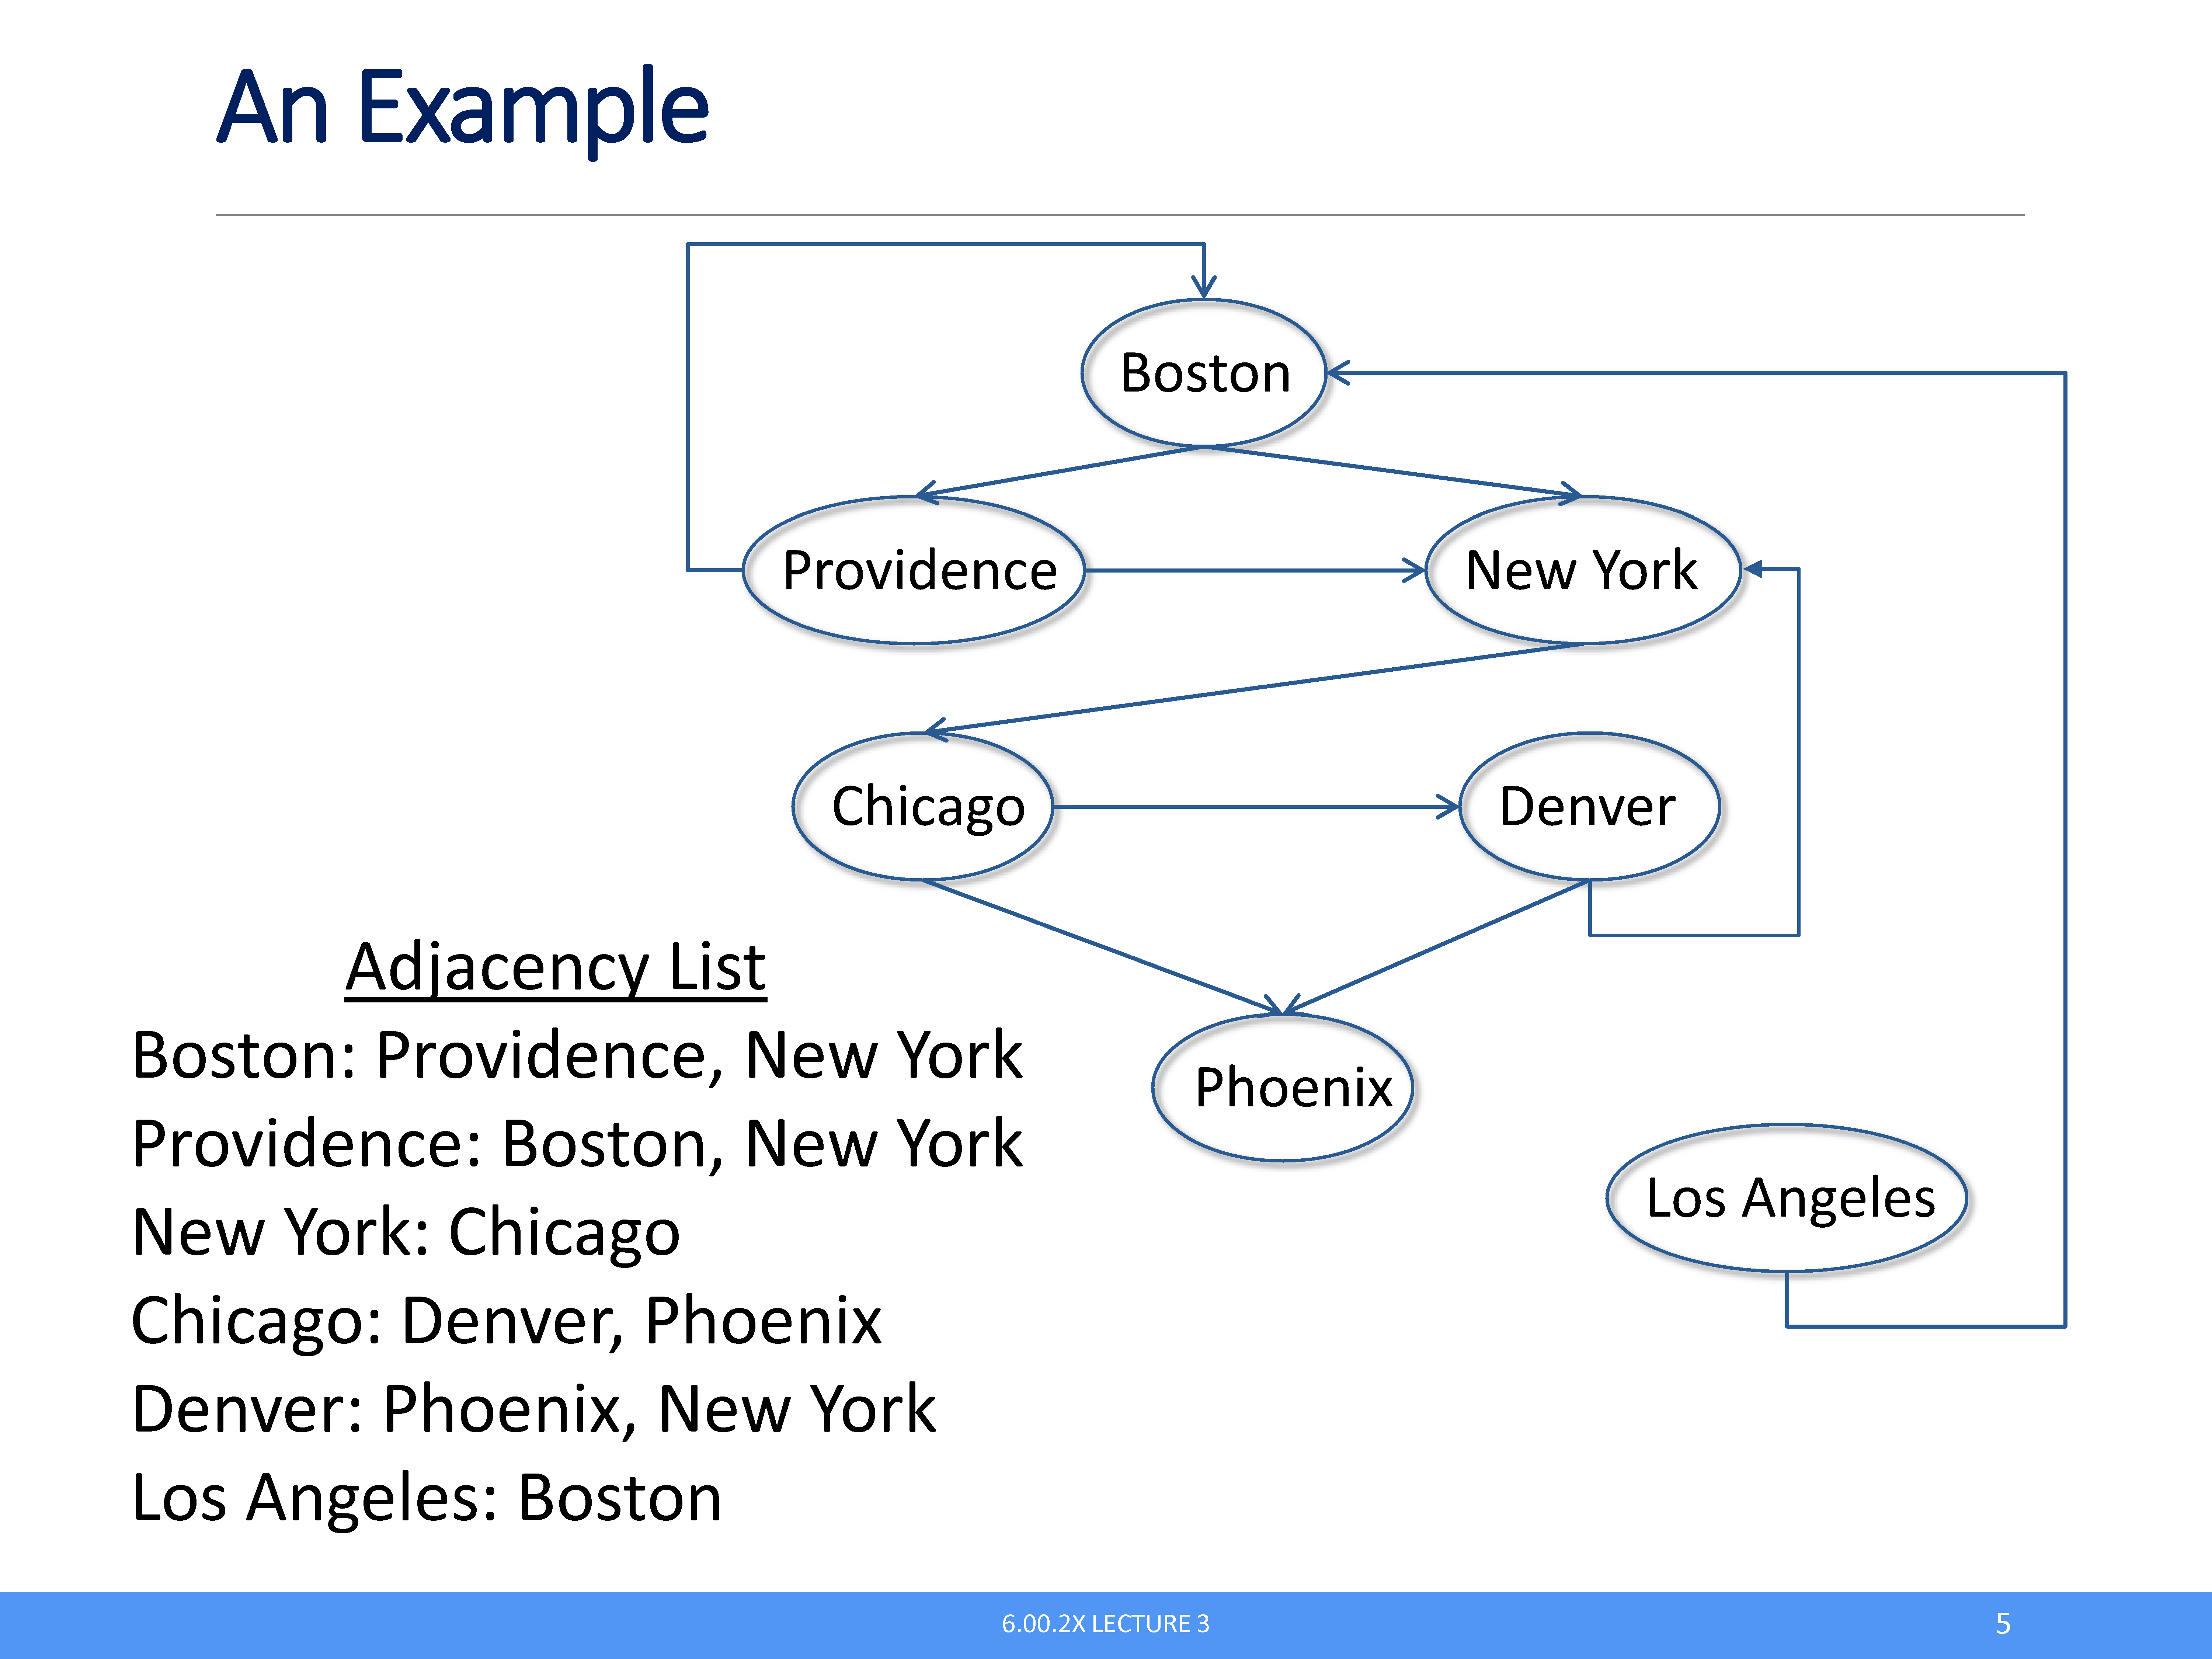 An Example
Boston
Providence
New York
Chicago
Denver
Phoenix
Los Angeles
Adjacency List
Boston: Providence, New York
Providence: Boston, New York
New York: Chicago
Chicago: Denver, Phoenix
Denver: Phoenix, New York
Los Angeles: Boston
6.00.2X LECTURE 3
5